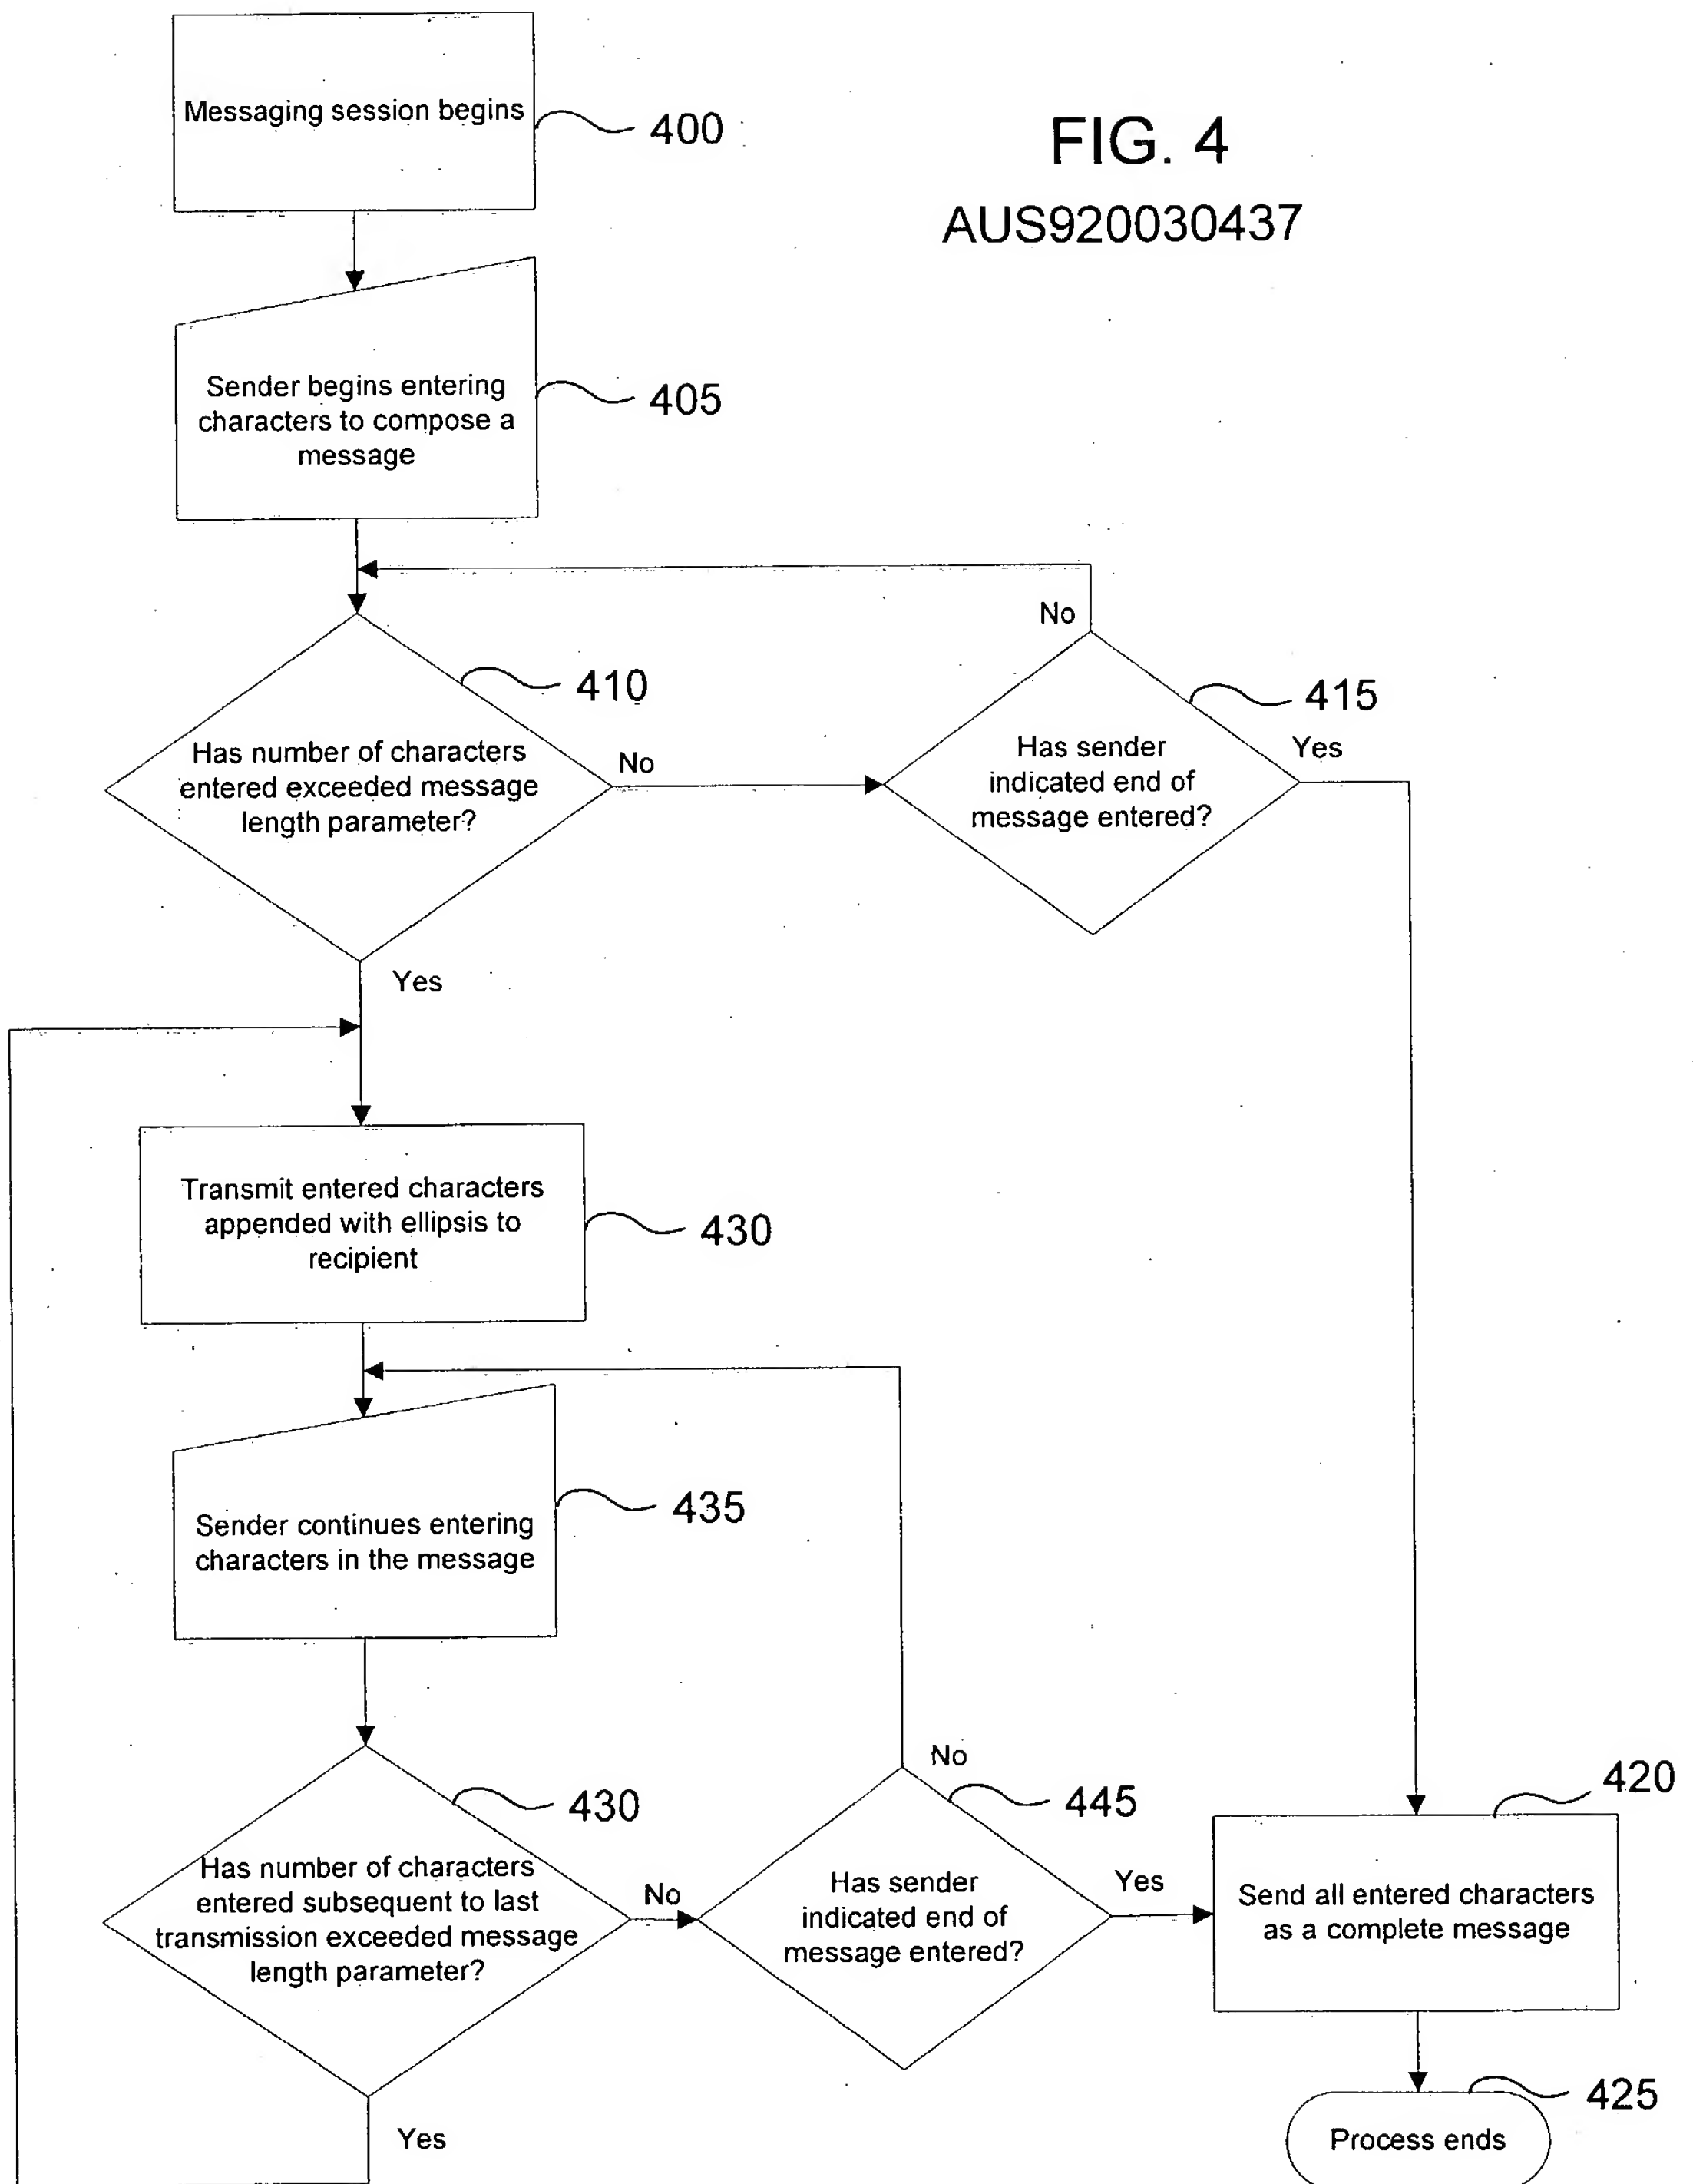 Messaging session begins
400
FIG. 4
AUS920030437
Sender begins entering
characters to compose a
message
405
No
410
415
Has number of characters
entered exceeded message
length parameter?
No
Has sender
indicated end of
message entered?
Yes
Yes
Transmit entered characters
appended with ellipsis to
recipient
430
Sender continues entering
characters in the message
435
No
430
445
420
Has number of characters
entered subsequent to last
transmission exceeded message
length parameter?
No
Has sender
indicated end of
message entered?
Yes
Send all entered characters
as a complete message
425
Yes
Process ends